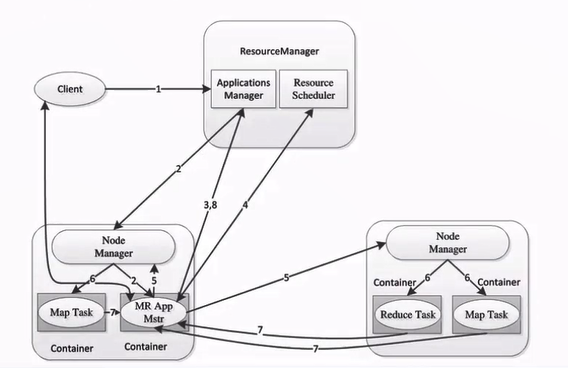 ResourceManager
Client
1
Applications
Manager
Resource
Scheduler
2
3,8
4
Node
Manager
6
2
5
Map Task
7
MR App
Mstr
Container
Container
5
Node
Manager
Container
6
6
Container
Reduce Task
Map Task
7
7